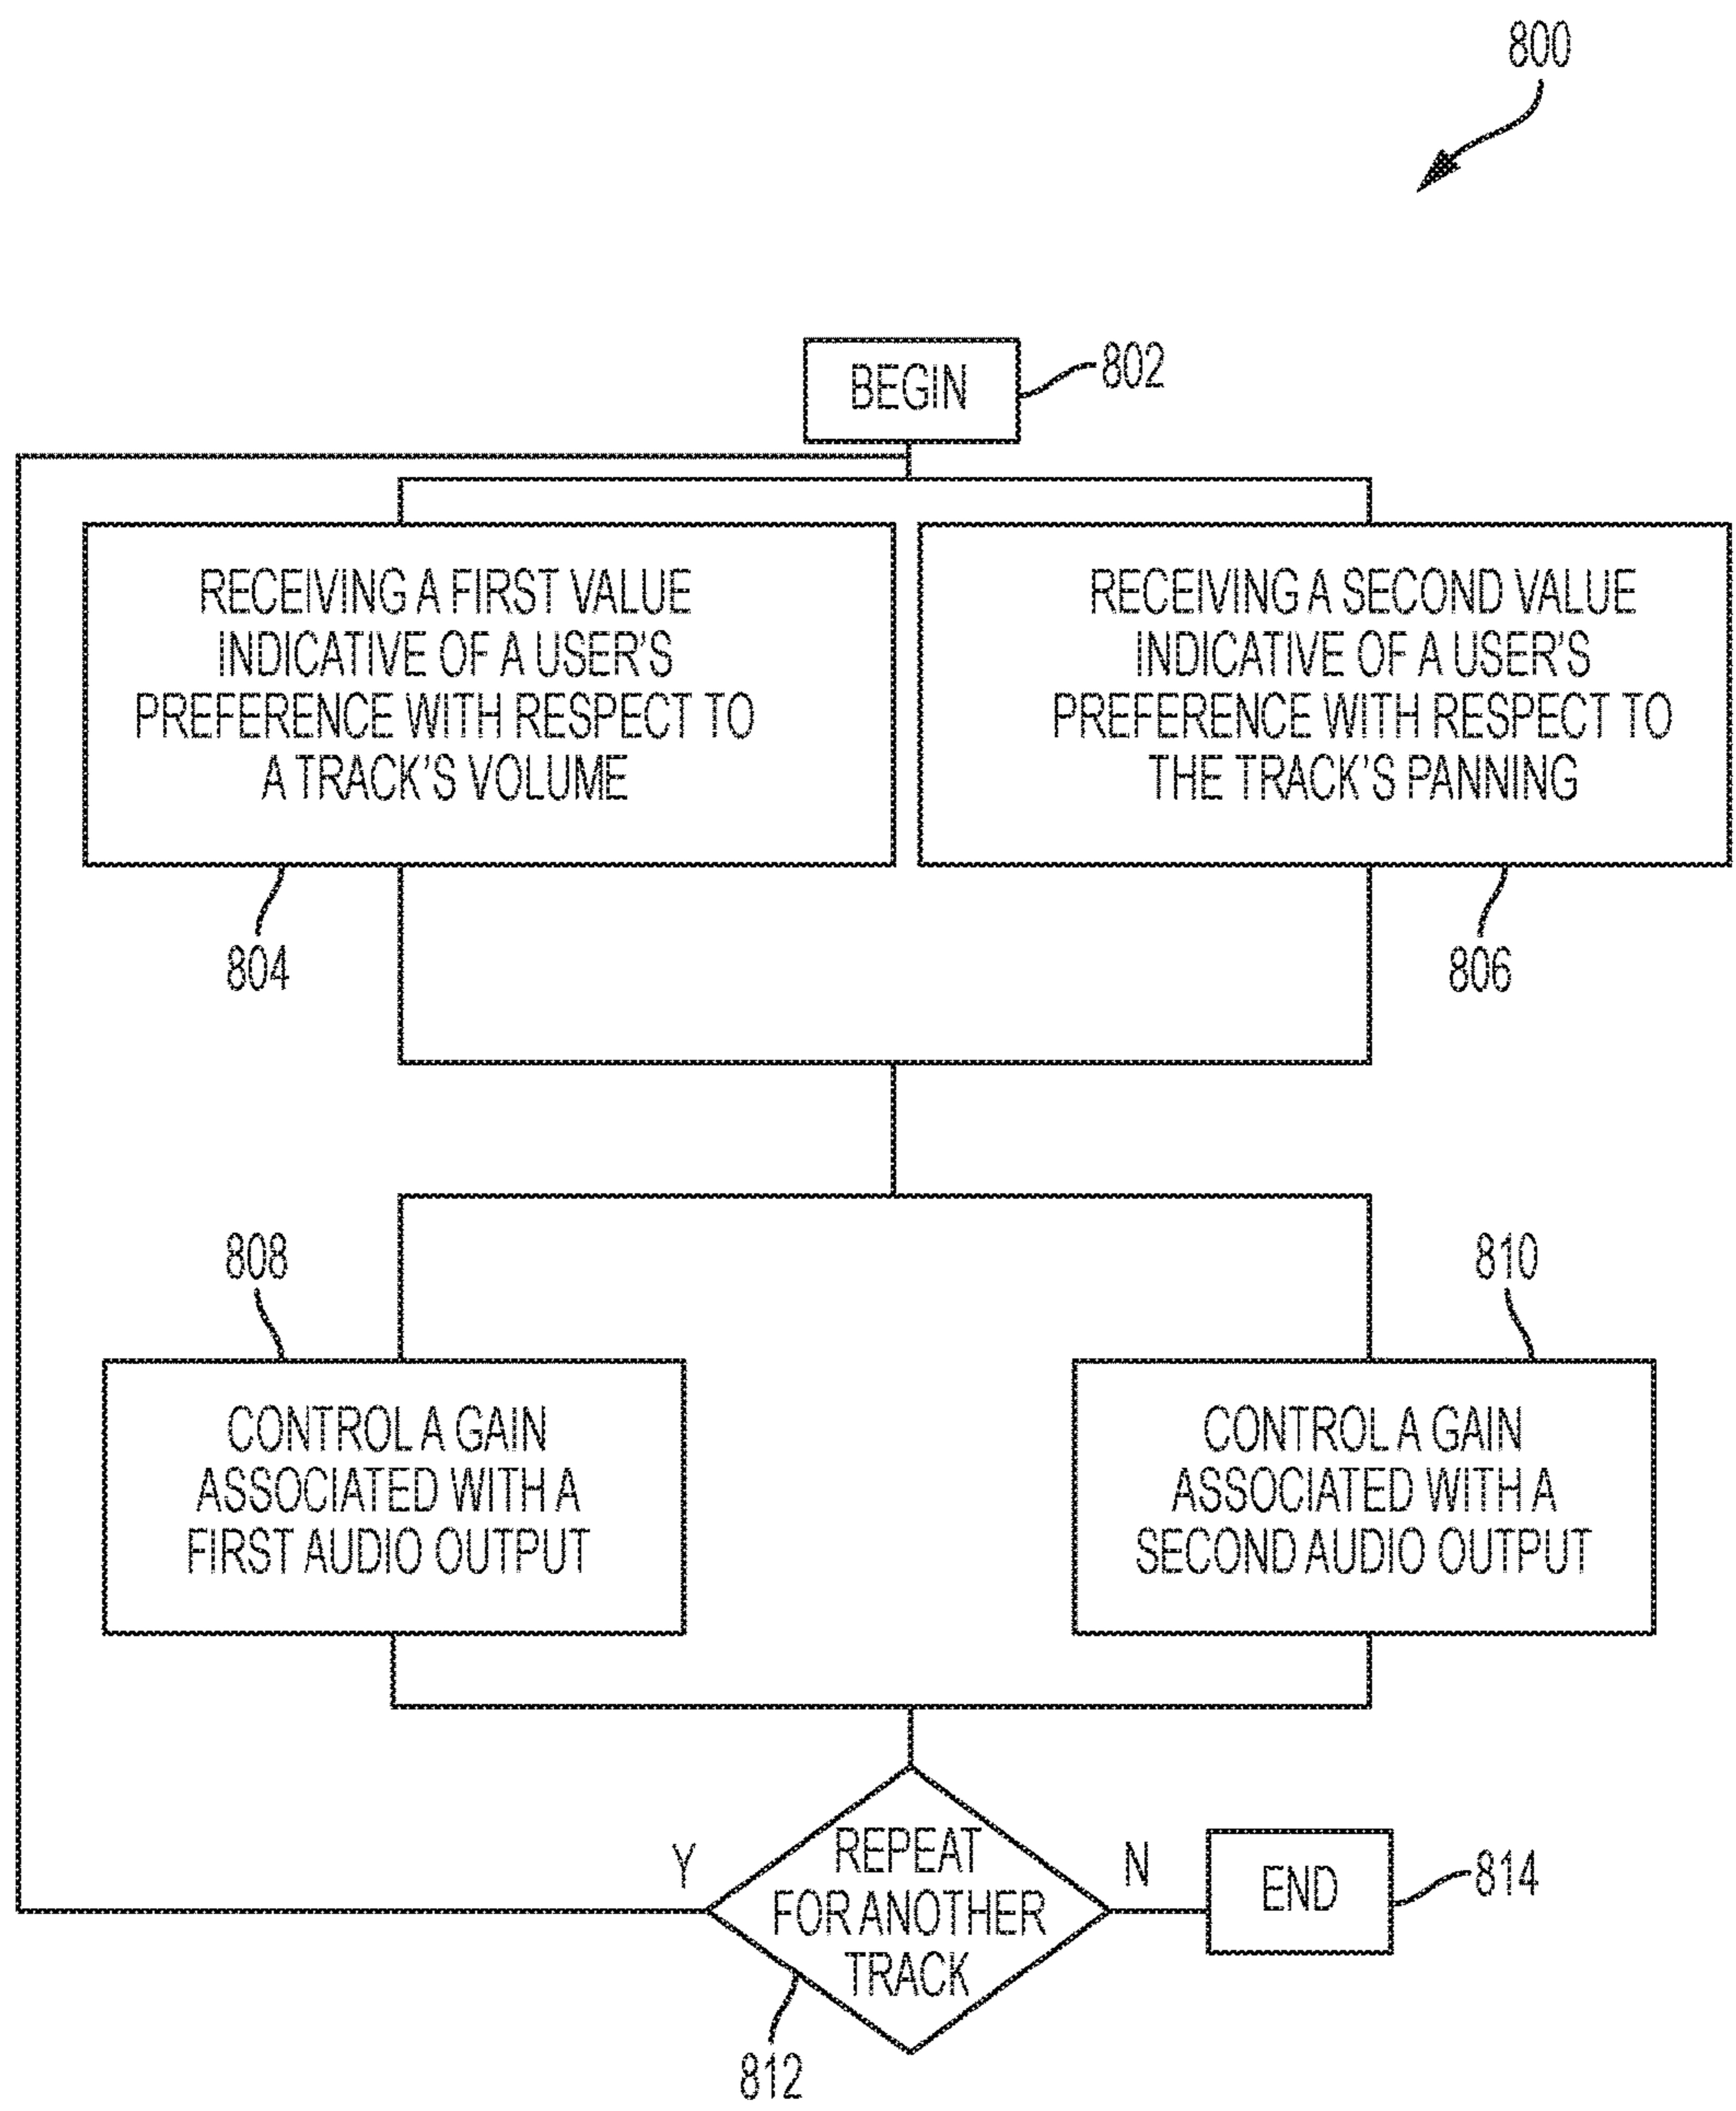 800
BEGIN
802
RECEIVING A FIRST VALUE
INDICATIVE OF A USER'S
PREFERENCE WITH RESPECT TO
A TRACK'S VOLUME
804
RECEIVING A SECOND VALUE
INDICATIVE OF A USER'S
PREFERENCE WITH RESPECT TO
THE TRACK'S PANNING
806
808
CONTROL A GAIN
ASSOCIATED WITH A
FIRST AUDIO OUTPUT
810
CONTROL A GAIN
ASSOCIATED WITH A
SECOND AUDIO OUTPUT
Y
REPEAT
FOR ANOTHER
TRACK
812
N
END
814